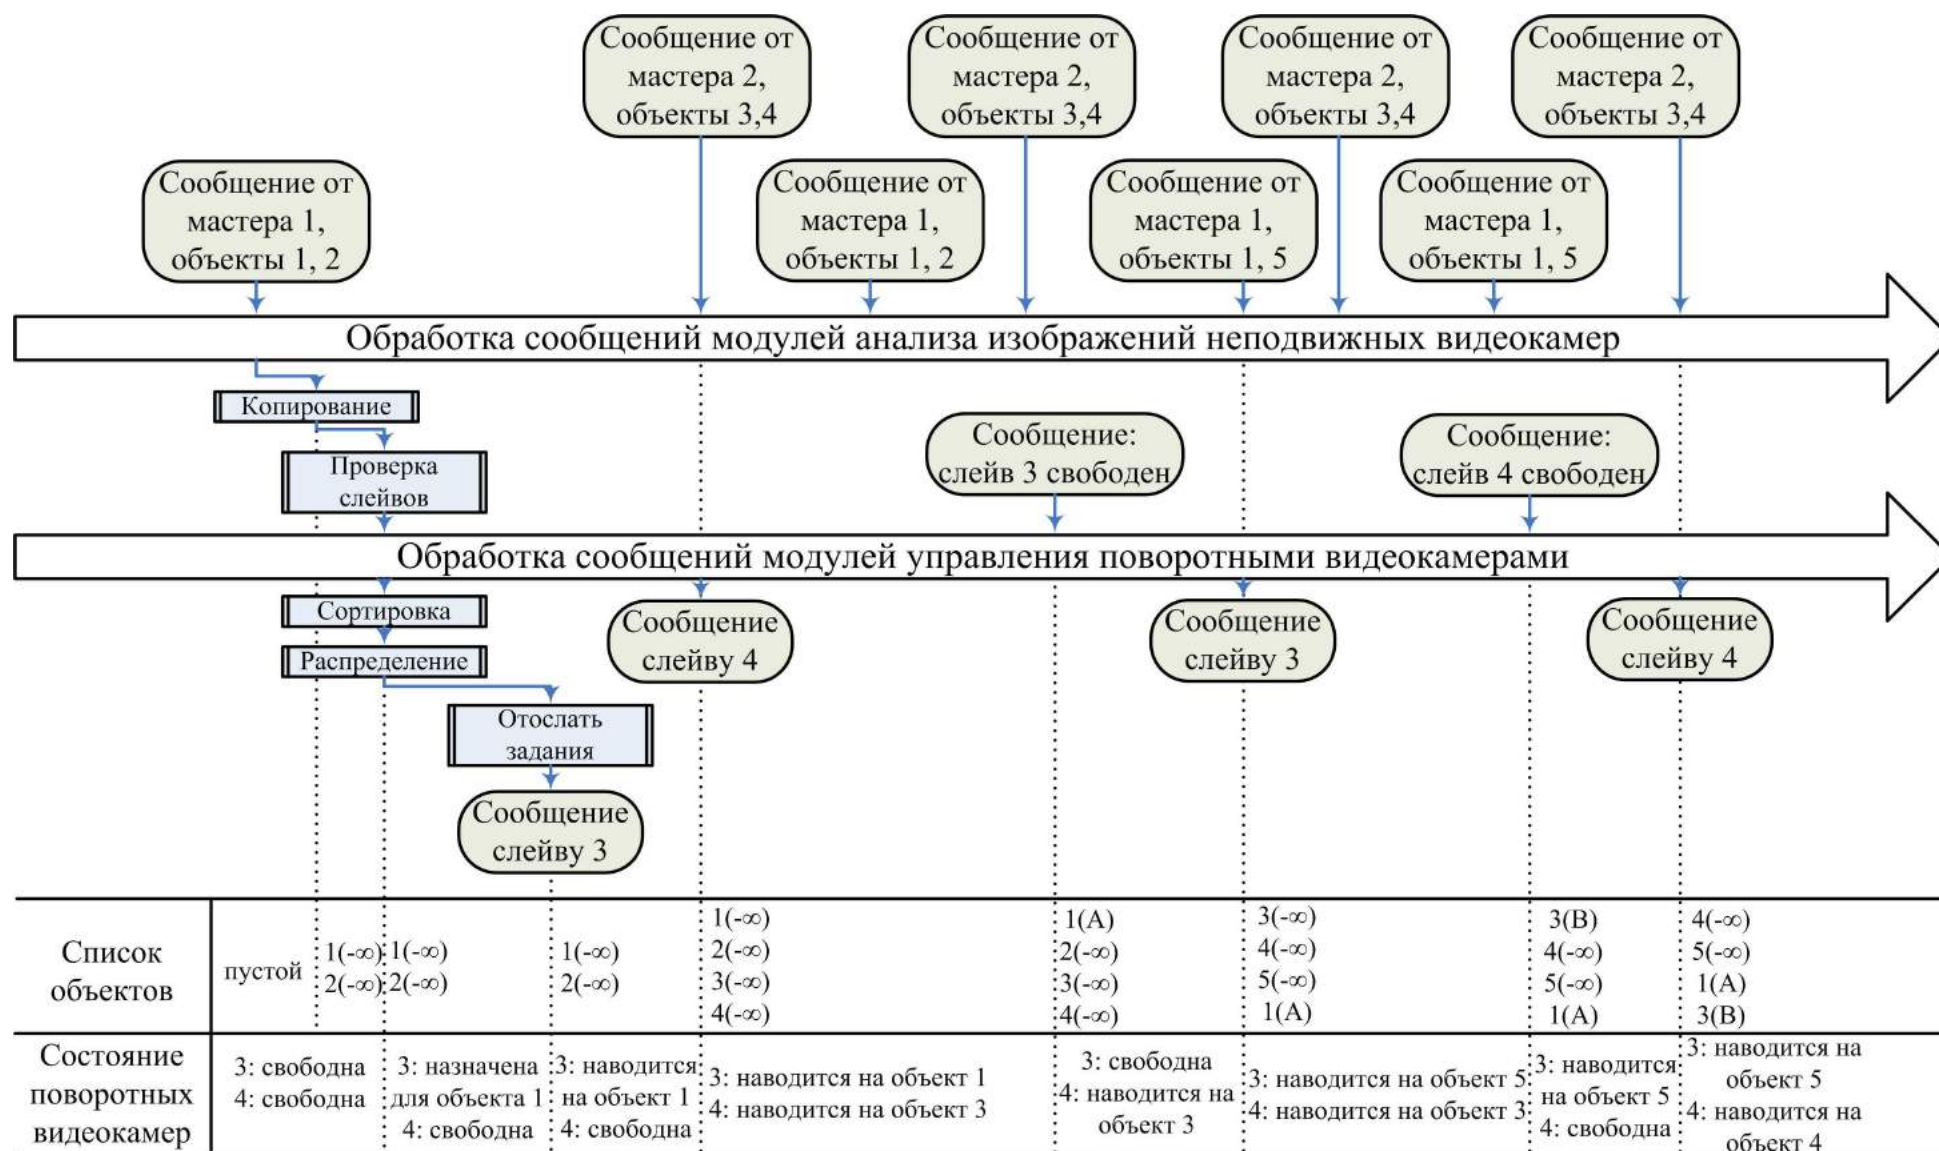 Сообщение от
мастера 2,
объекты 3,4
Сообщение от
мастера 2,
объекты 3,4
Сообщение от
мастера 2,
объекты 3,4
Сообщение от
мастера 2,
объекты 3,4
Сообщение от
мастера 1,
объекты 1, 2
Сообщение от
мастера 1,
объекты 1, 2
Сообщение от
мастера 1,
объекты 1, 5
Сообщение от
мастера 1,
объекты 1, 5
Обработка сообщений модулей анализа изображений неподвижных видеокамер
Копирование
Проверка
слейвов
Сообщение:
слейв 3 свободен
Сообщение:
слейв 4 свободен
Обработка сообщений модулей управления поворотными видеокамерами
Сортировка
Распределение
Отослать
задания
Сообщение
слейву 3
Сообщение
слейву 4
Сообщение
слейву 3
Сообщение
слейву 4
Список
объектов
пустой
1(-∞)
2(-∞)
1(-∞)
2(-∞)
1(-∞)
2(-∞)
1(-∞)
2(-∞)
3(-∞)
4(-∞)
1(A)
2(-∞)
3(-∞)
4(-∞)
3(-∞)
4(-∞)
5(-∞)
1(A)
3(B)
4(-∞)
5(-∞)
1(A)
4(-∞)
5(-∞)
1(A)
3(B)
Состояние
поворотных
видеокамер
3: свободна
4: свободна
3: назначена
для объекта 1
4: свободна
3: наводится
на объект 1
4: свободна
3: наводится на объект 1
4: наводится на объект 3
3: свободна
4: наводится на
объект 3
3: наводится на объект 5
4: наводится на объект 3
3: наводится
на объект 5
4: свободна
3: наводится на
объект 5
4: наводится на
объект 4